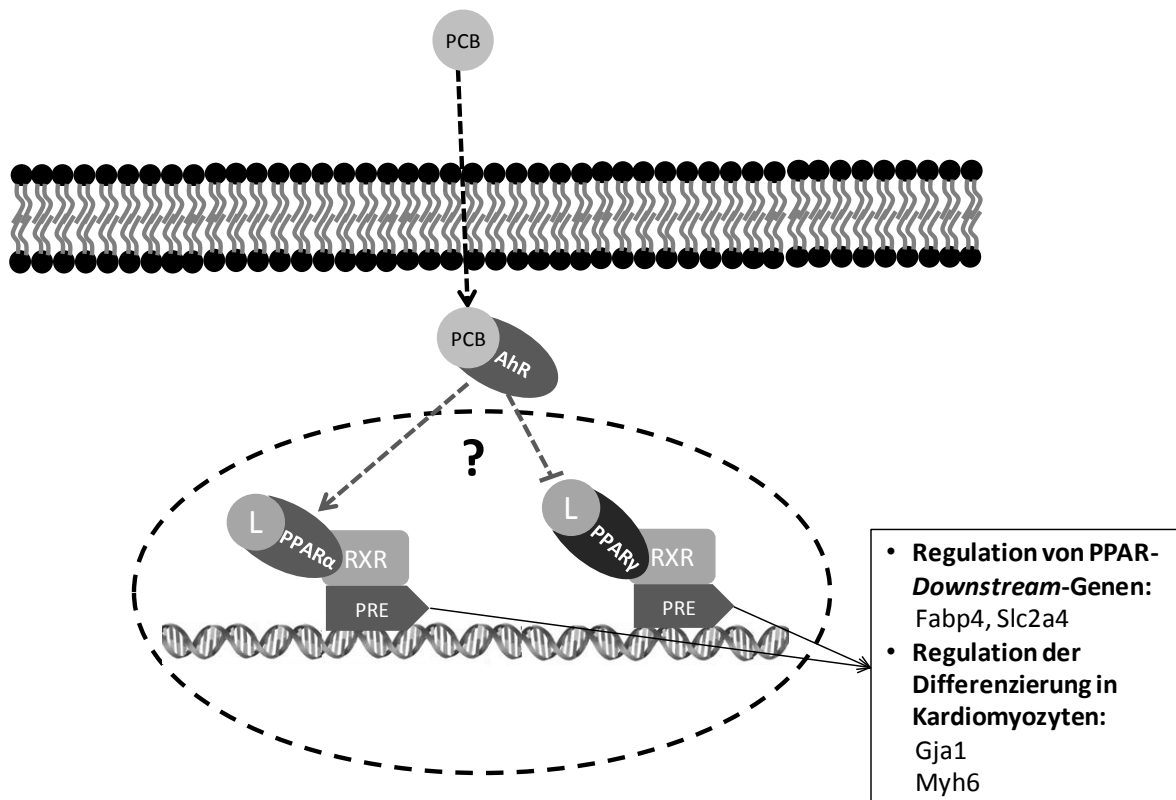 PCB
PCB
AhR
?
L
PPARα
RXR
PRE
L
PPARγ
RXR
PRE
• Regulation von PPAR-
Downstream-Genen:
Fabp4, Slc2a4
• Regulation der
Differenzierung in
Kardiomyozyten:
Gja1
Myh6